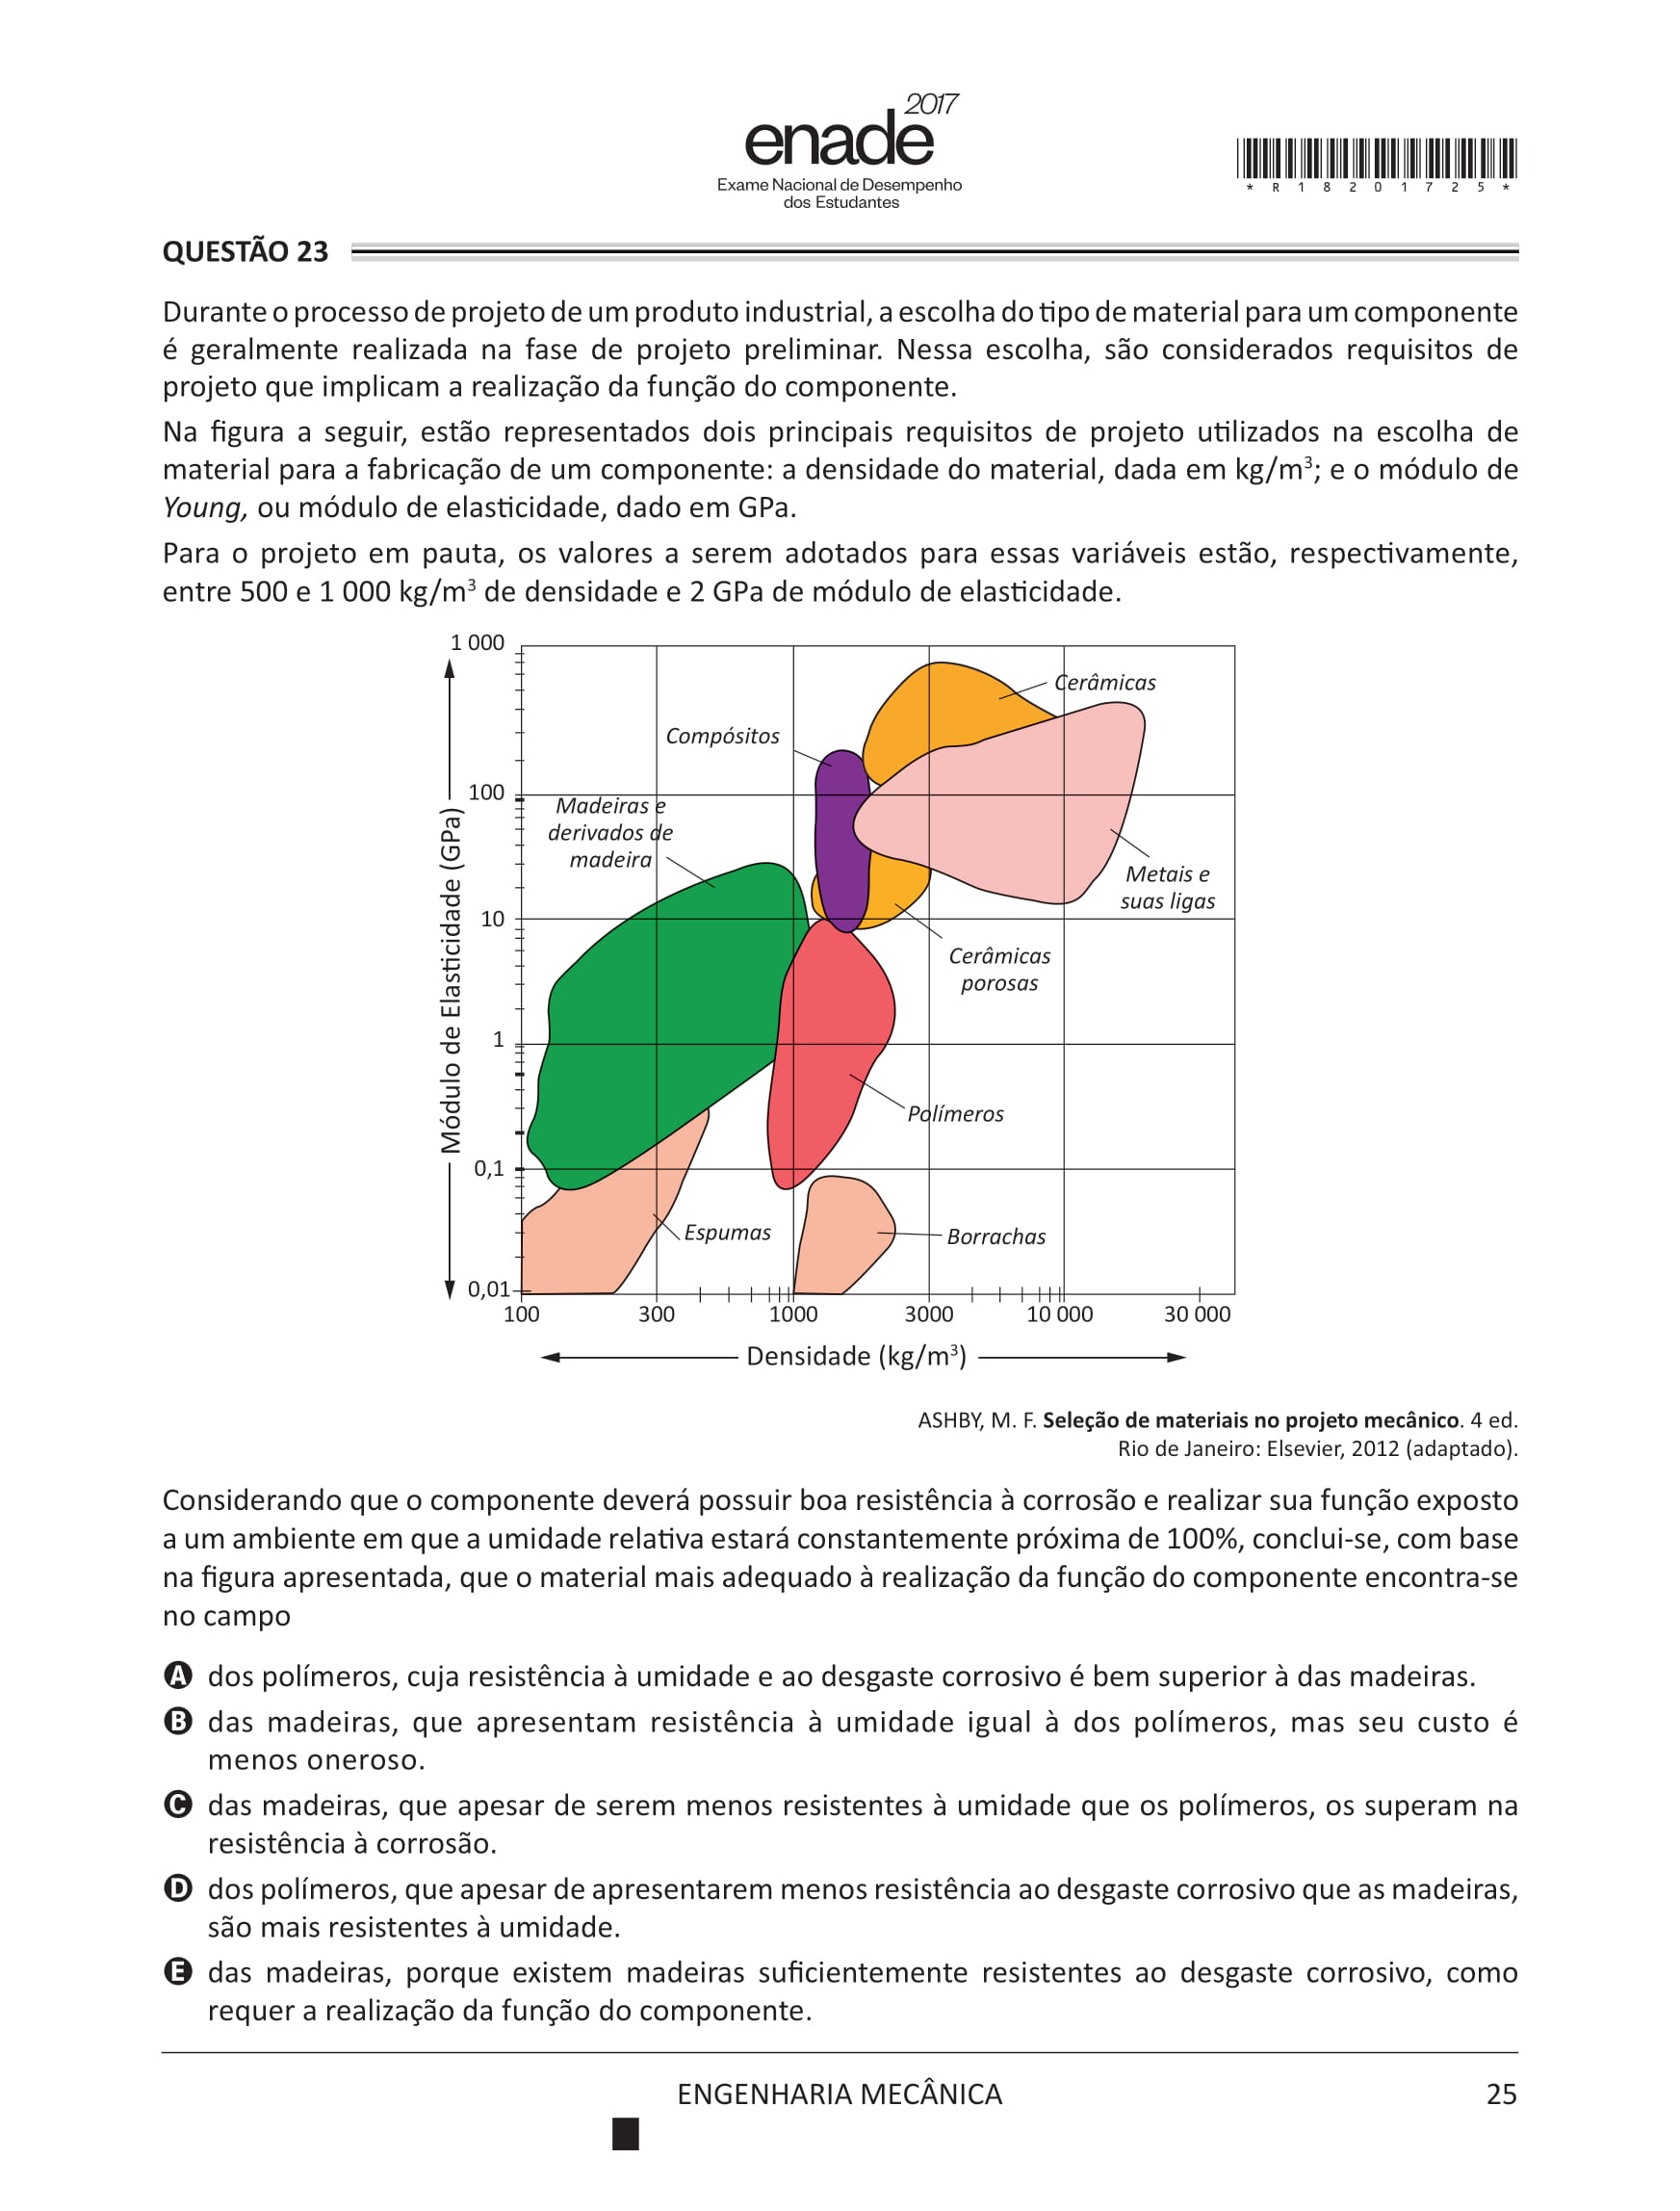 2017
enade
Exame Nacional de Desempenho
dos Estudantes
* R 1 8 2 0 1 7 2 5 *
QUESTÃO 23
Durante o processo de projeto de um produto industrial, a escolha do tipo de material para um componente
é geralmente realizada na fase de projeto preliminar. Nessa escolha, são considerados requisitos de
projeto que implicam a realização da função do componente.
Na figura a seguir, estão representados dois principais requisitos de projeto utilizados na escolha de
material para a fabricação de um componente: a densidade do material, dada em kg/m³; e o módulo de
Young, ou módulo de elasticidade, dado em GPa.
Para o projeto em pauta, os valores a serem adotados para essas variáveis estão, respectivamente,
entre 500 e 1 000 kg/m³ de densidade e 2 GPa de módulo de elasticidade.
1 000
Cerâmicas
Compósitos
100
Madeiras e
derivados de
madeira
Metais e
suas ligas
10
Cerâmicas
porosas
Módulo de Elasticidade (GPa)
1
Polímeros
0,1
Espumas
Borrachas
0,01
100 300 1000 3000 10 000 30 000
Densidade (kg/m³)
ASHBY, M. F. Seleção de materiais no projeto mecânico. 4 ed.
Rio de Janeiro: Elsevier, 2012 (adaptado).
Considerando que o componente deverá possuir boa resistência à corrosão e realizar sua função exposto
a um ambiente em que a umidade relativa estará constantemente próxima de 100%, conclui-se, com base
na figura apresentada, que o material mais adequado à realização da função do componente encontra-se
no campo
A dos polímeros, cuja resistência à umidade e ao desgaste corrosivo é bem superior à das madeiras.
B das madeiras, que apresentam resistência à umidade igual à dos polímeros, mas seu custo é
menos oneroso.
C das madeiras, que apesar de serem menos resistentes à umidade que os polímeros, os superam na
resistência à corrosão.
D dos polímeros, que apesar de apresentarem menos resistência ao desgaste corrosivo que as madeiras,
são mais resistentes à umidade.
E das madeiras, porque existem madeiras suficientemente resistentes ao desgaste corrosivo, como
requer a realização da função do componente.
ENGENHARIA MECÂNICA
25